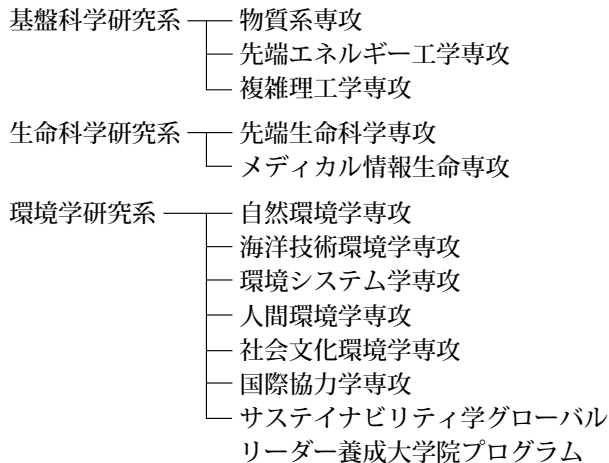 基盤科学研究系 物質系専攻
先端エネルギー工学専攻
複雑理工学専攻
生命科学研究系 先端生命科学専攻
メディカル情報生命専攻
環境学研究系 自然環境学専攻
海洋技術環境学専攻
環境システム学専攻
人間環境学専攻
社会文化環境学専攻
国際協力学専攻
サステイナビリティ学グローバル
リーダー養成大学院プログラム